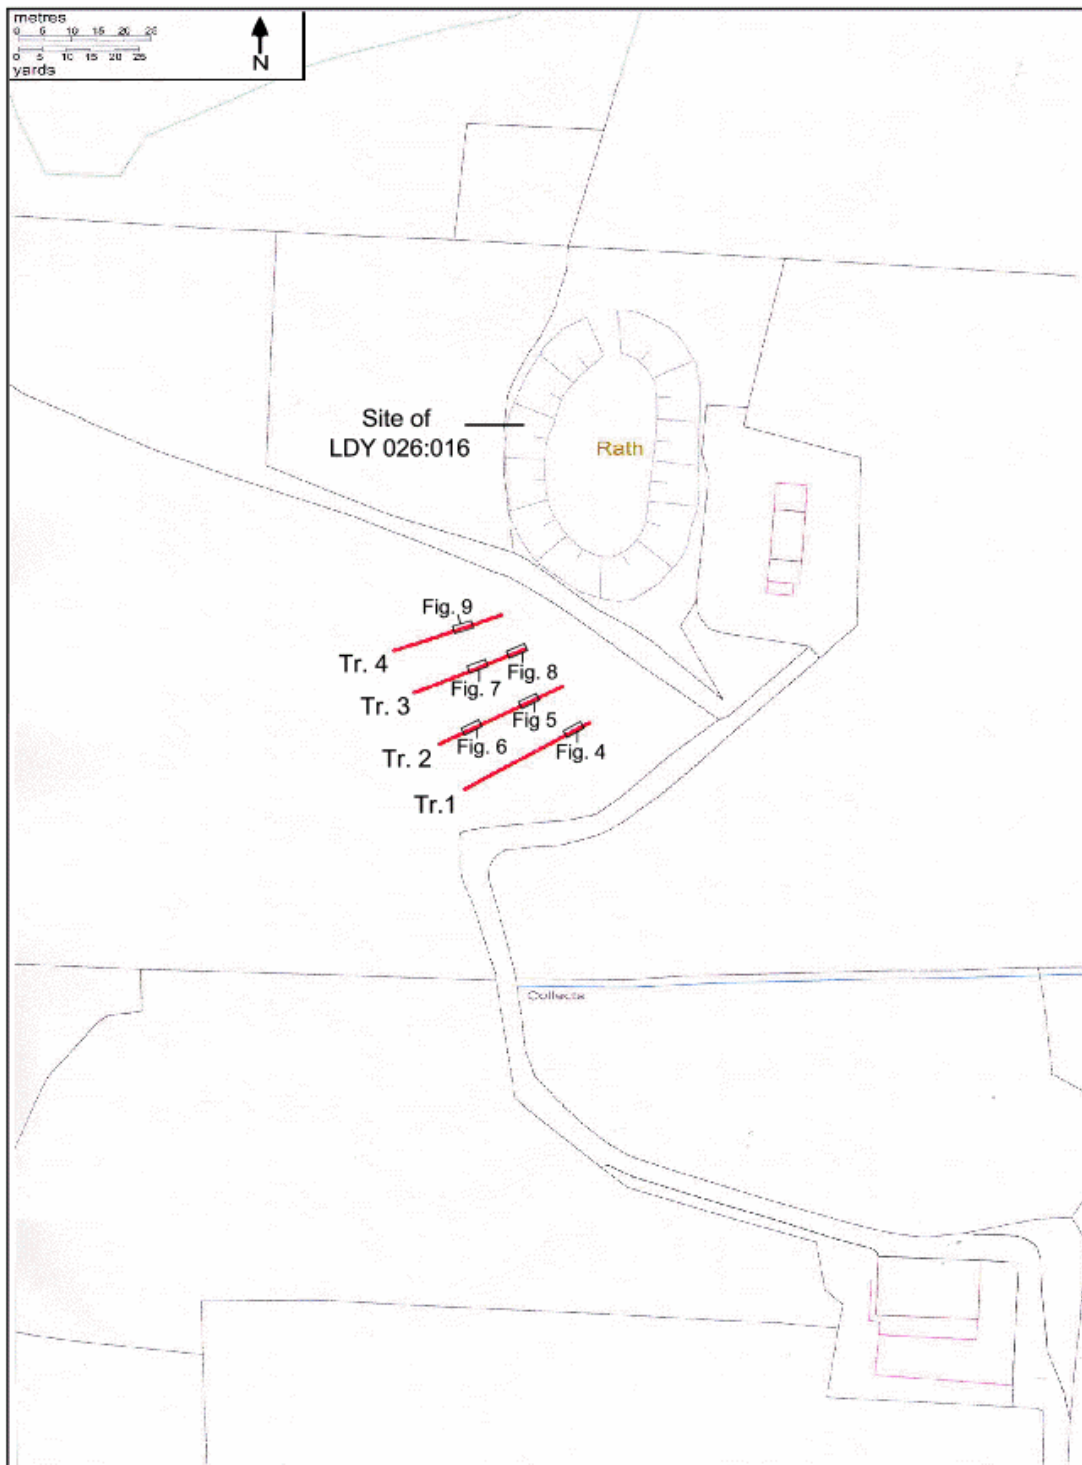 metres
0 5 10 15 20 25
0 5 10 15 20 25
yards
N
Site of
LDY 026:016
Rath
Fig. 9
Tr. 4
Fig. 8
Fig. 7
Tr. 3
Fig 5
Fig. 6
Tr. 2
Fig. 4
Tr.1
Collects